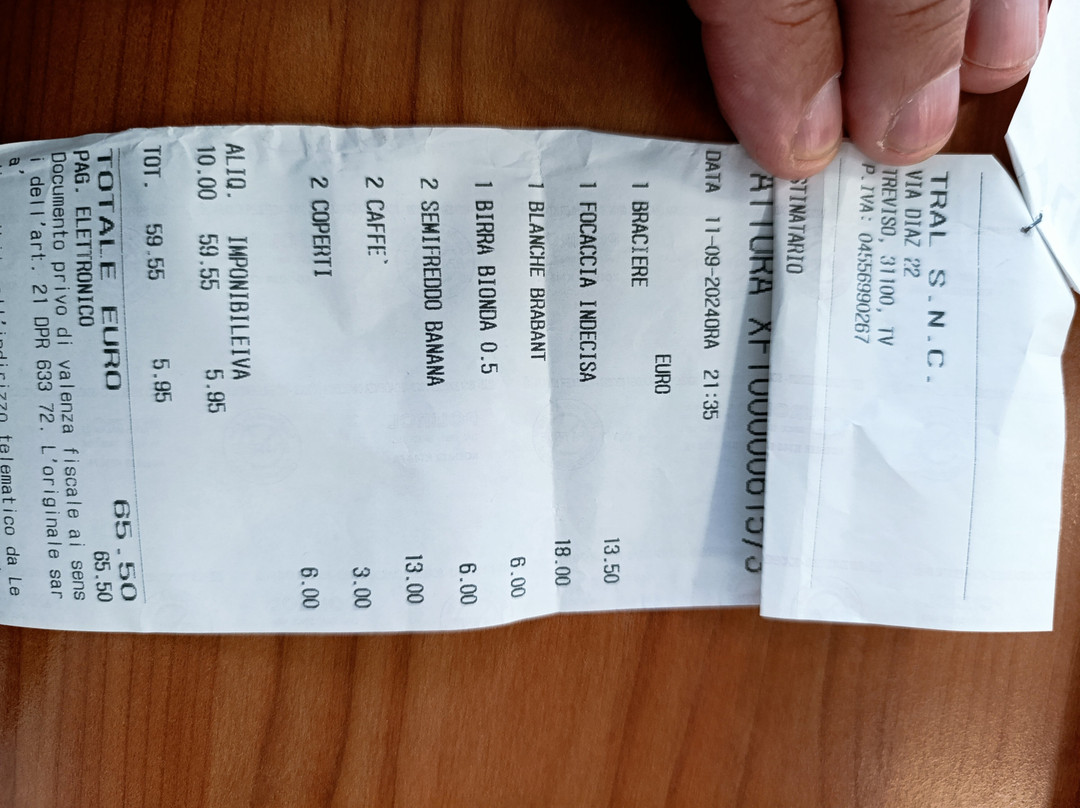 TRAL S.N.C.
VIA DIAZ 22
TREVISO, 31100, TV
P.IVA: 04556990267
STINATARIO
DATA 11-09-2024ORA 21:35
EURO
1 BRACIERE 13.50
1 FOCACCIA INDECISA 18.00
1 BLANCHE BRABANT 6.00
1 BIRRA BIONDA 0.5 6.00
2 SEMIFREDDO BANANA 13.00
2 CAFFE` 3.00
2 COPERTI 6.00
ALIQ. IMPONIBILEIVA
10.00 59.55 5.95
TOT. 59.55 5.95
TOTALE EURO 65.50
PAG. ELETTRONICO 65.50
Documento privo di valenza fiscale ai sens
i dell'art. 21 DPR 633 72. L'originale sar
a'
telematico da Le